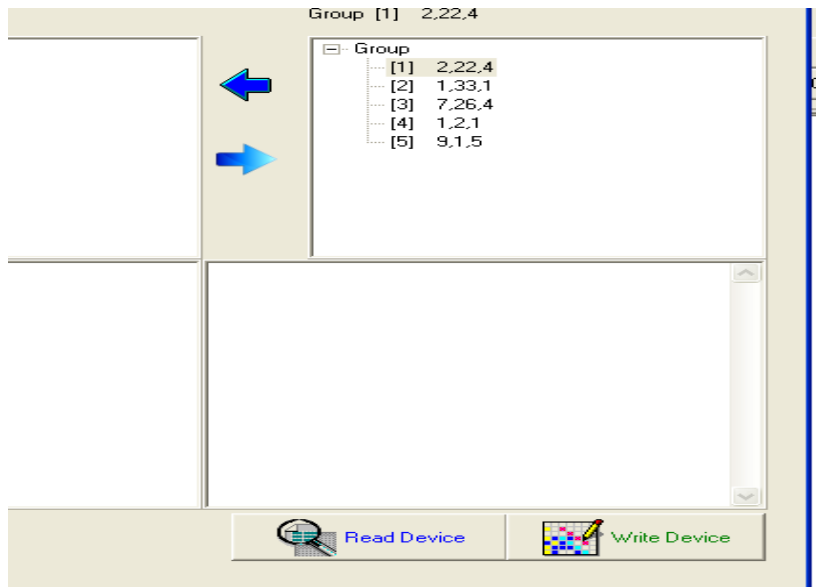 Group [1] 2,22,4
Group
[1] 2,22,4
[2] 1,33,1
[3] 7,26,4
[4] 1,2,1
[5] 9,1,5
Read Device
Write Device